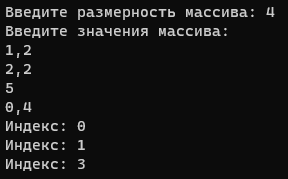 Введите размерность массива: 4
Введите значения массива:
1,2
2,2
5
0,4
Индекс: 0
Индекс: 1
Индекс: 3